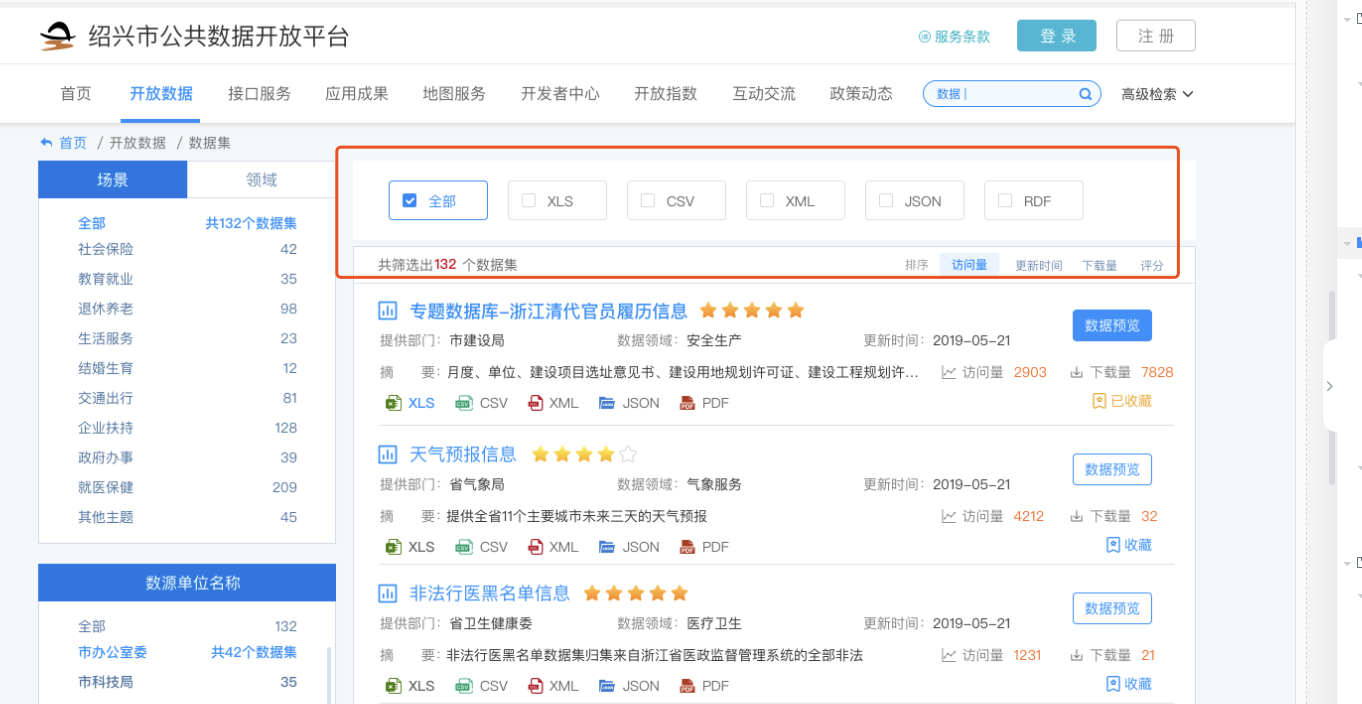 绍兴市公共数据开放平台
服务条款 登 录 注 册
首页 开放数据 接口服务 应用成果 地图服务 开发者中心 开放指数 互动交流 政策动态 数据 高级检索
首页 / 开放数据 / 数据集
场景 领域
全部 共132个数据集
社会保险 42
教育就业 35
退休养老 98
生活服务 23
结婚生育 12
交通出行 81
企业扶持 128
政府办事 39
就医保健 209
其他主题 45
数源单位名称
全部 132
市办公室委 共42个数据集
市科技局 35
全部 XLS CSV XML JSON RDF
共筛选出132 个数据集 排序 访问量 更新时间 下载量 评分
专题数据库-浙江清代官员履历信息
数据预览
提供部门: 市建设局 数据领域: 安全生产 更新时间: 2019-05-21
摘 要: 月度、单位、建设项目选址意见书、建设用地规划许可证、建设工程规划许... 访问量 2903 下载量 7828
XLS CSV XML JSON PDF 已收藏
天气预报信息
数据预览
提供部门: 省气象局 数据领域: 气象服务 更新时间: 2019-05-21
摘 要: 提供全省11个主要城市未来三天的天气预报 访问量 4212 下载量 32
XLS CSV XML JSON PDF 收藏
非法行医黑名单信息
数据预览
提供部门: 省卫生健康委 数据领域: 医疗卫生 更新时间: 2019-05-21
摘 要: 非法行医黑名单数据集归集来自浙江省医政监督管理系统的全部非法 访问量 1231 下载量 21
XLS CSV XML JSON PDF 收藏